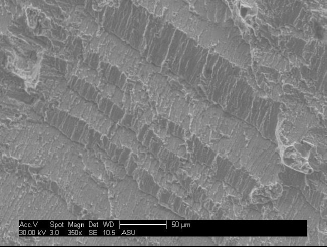 Acc.V Spot Magn Det WD 50 µm
30.00 kV 3.0 350x SE 10.5 ASU